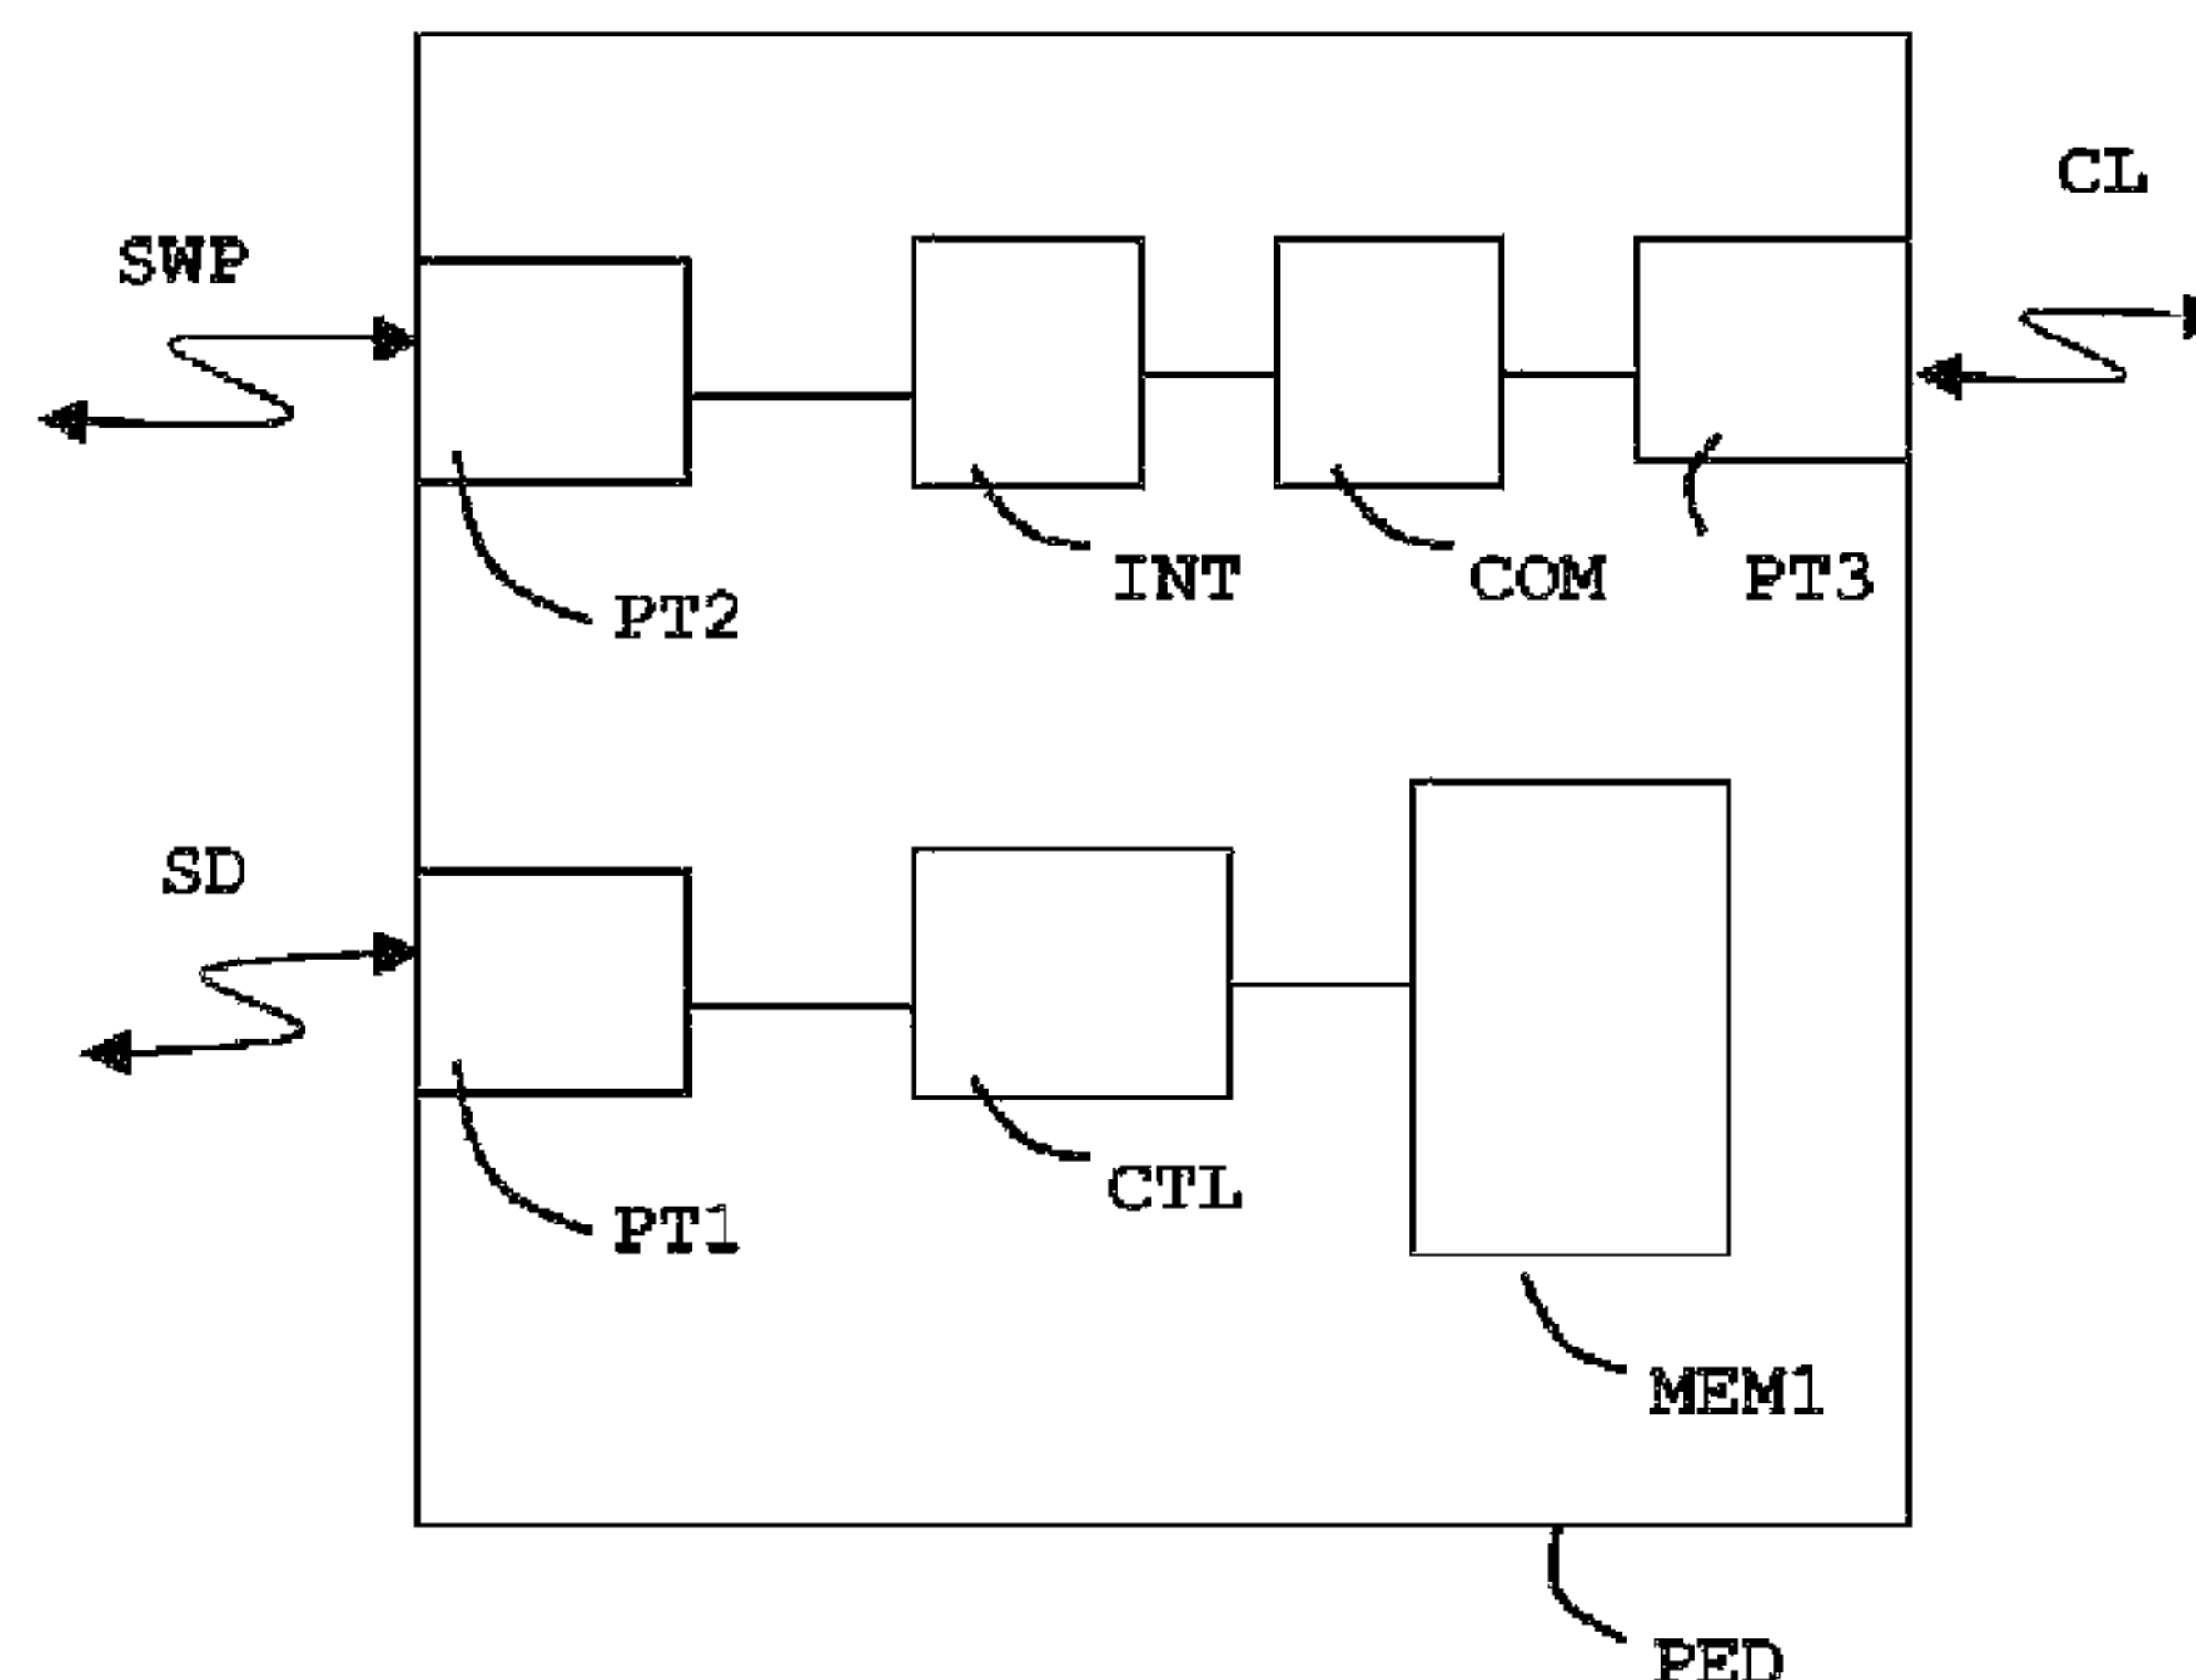 CL
SWP
INT
COM
PT3
PT2
SD
CTL
PT1
MEM1
PED